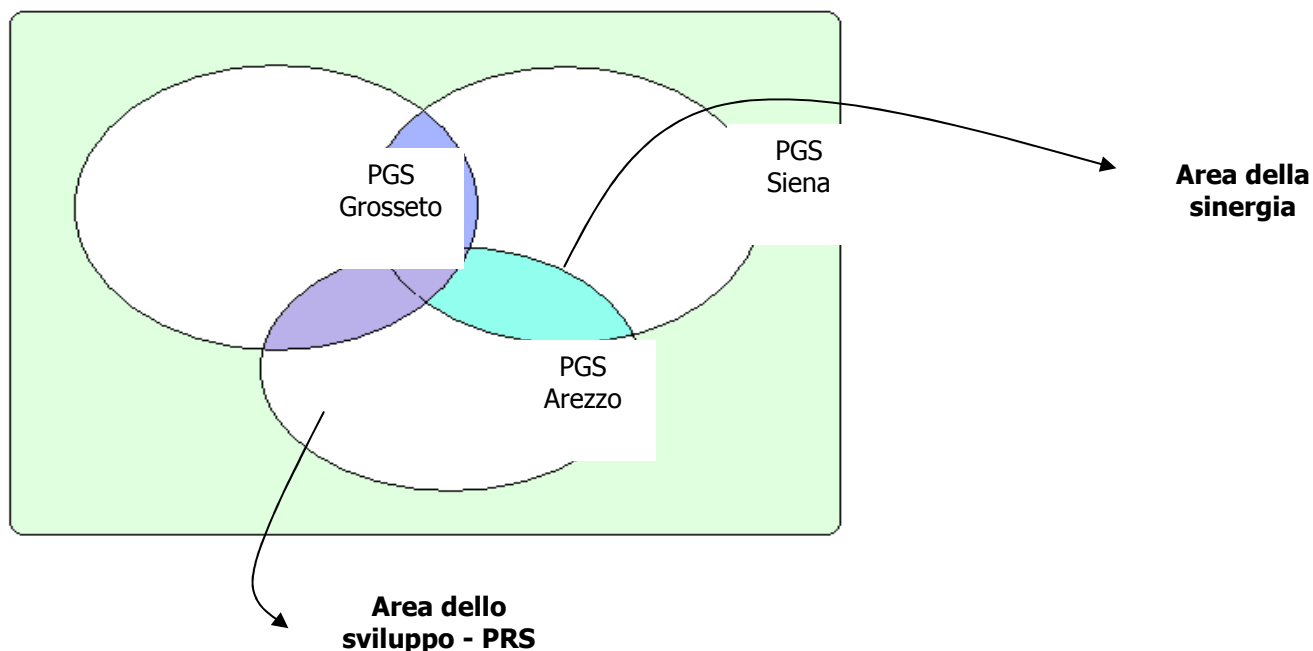 PGS
Grosseto
PGS
Siena
Area della
sinergia
PGS
Arezzo
Area dello
sviluppo - PRS